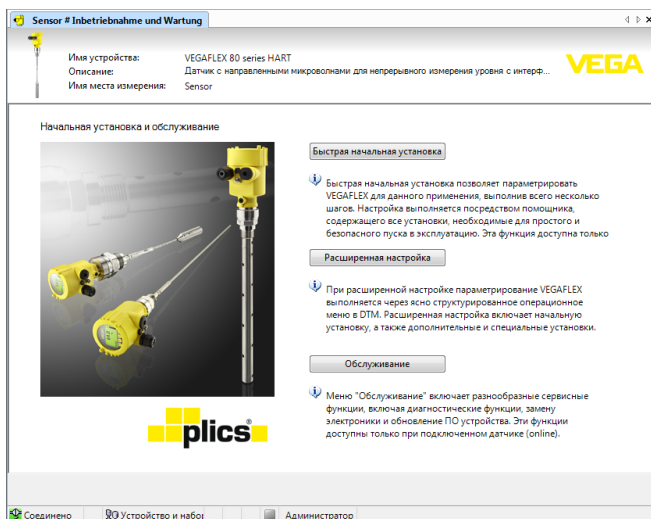 Sensor # Inbetriebnahme und Wartung
Имя устройства: VEGAFLEX 80 series HART
Описание: Датчик с направленными микроволнами для непрерывного измерения уровня с интерф...
Имя места измерения: Sensor
VEGA
Начальная установка и обслуживание
Быстрая начальная установка
Быстрая начальная установка позволяет параметрировать
VEGAFLEX для данного применения, выполнив всего несколько
шагов. Настройка выполняется посредством помощника,
содержащего все установки, необходимые для простого и
безопасного пуска в эксплуатацию. Эта функция доступна только
Расширенная настройка
При расширенной настройке параметрирование VEGAFLEX
выполняется через ясно структурированное операционное
меню в DTM. Расширенная настройка включает начальную
установку, а также дополнительные и специальные установки.
Обслуживание
Меню "Обслуживание" включает разнообразные сервисные
функции, включая диагностические функции, замену
электроники и обновление ПО устройства. Эти функции
доступны только при подключенном датчике (online).
plics®
Соединено Устройство и набор Администратор